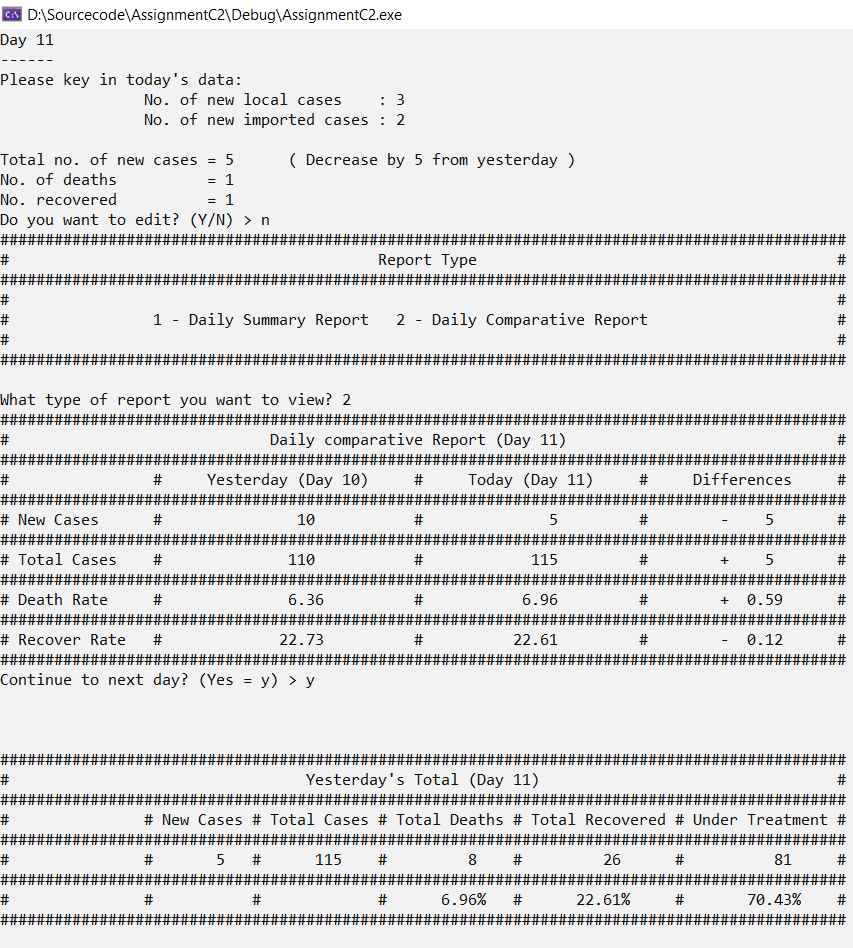 D:\Sourcecode\AssignmentC2\Debug\AssignmentC2.exe
Day 11
------
Please key in today's data:
                No. of new local cases    : 3
                No. of new imported cases : 2

Total no. of new cases = 5      ( Decrease by 5 from yesterday )
No. of deaths          = 1
No. recovered          = 1
Do you want to edit? (Y/N) > n
##############################################################################################
#                                         Report Type                                        #
##############################################################################################
#                                                                                            #
#                1 - Daily Summary Report   2 - Daily Comparative Report                     #
#                                                                                            #
##############################################################################################

What type of report you want to view? 2
##############################################################################################
#                             Daily comparative Report (Day 11)                              #
##############################################################################################
#                #     Yesterday (Day 10)     #     Today (Day 11)     #     Differences     #
##############################################################################################
# New Cases      #               10           #              5         #        -    5       #
##############################################################################################
# Total Cases    #              110           #            115         #        +    5       #
##############################################################################################
# Death Rate     #              6.36          #           6.96         #        +  0.59      #
##############################################################################################
# Recover Rate   #             22.73          #          22.61         #        -  0.12      #
##############################################################################################
Continue to next day? (Yes = y) > y



##############################################################################################
#                                 Yesterday's Total (Day 11)                                 #
##############################################################################################
#               # New Cases # Total Cases # Total Deaths # Total Recovered # Under Treatment #
##############################################################################################
#               #       5   #      115    #         8    #         26      #          81     #
##############################################################################################
#               #           #             #      6.96%   #      22.61%     #       70.43%    #
##############################################################################################